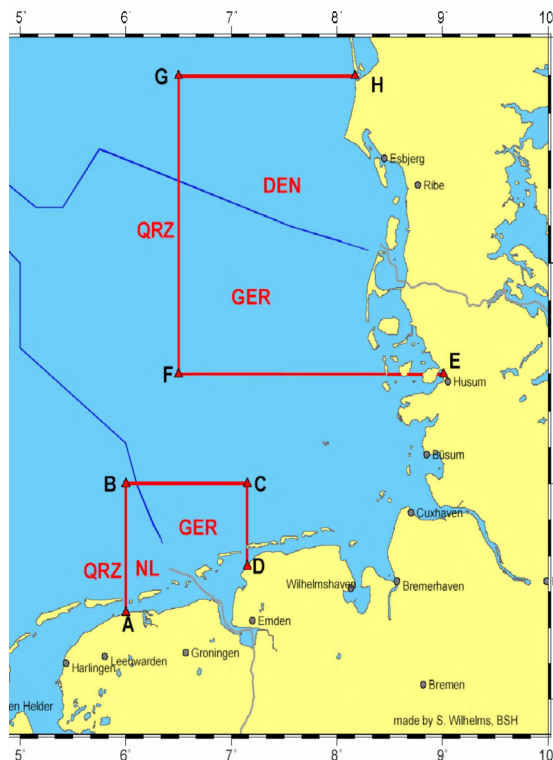 5° 6° 7° 8° 9° 10
G
H
Esbjerg
DEN
Ribe
QRZ
GER
E
F
Husum
Büsum
B
C
Cuxhaven
GER
D
QRZ
NL
Wilhelmshaven
Bremerhaven
A
Emden
Groningen
Leeuwarden
Harlingen
Bremen
en Helder
made by S. Wilhelms, BSH
5° 6° 7° 8° 9° 10